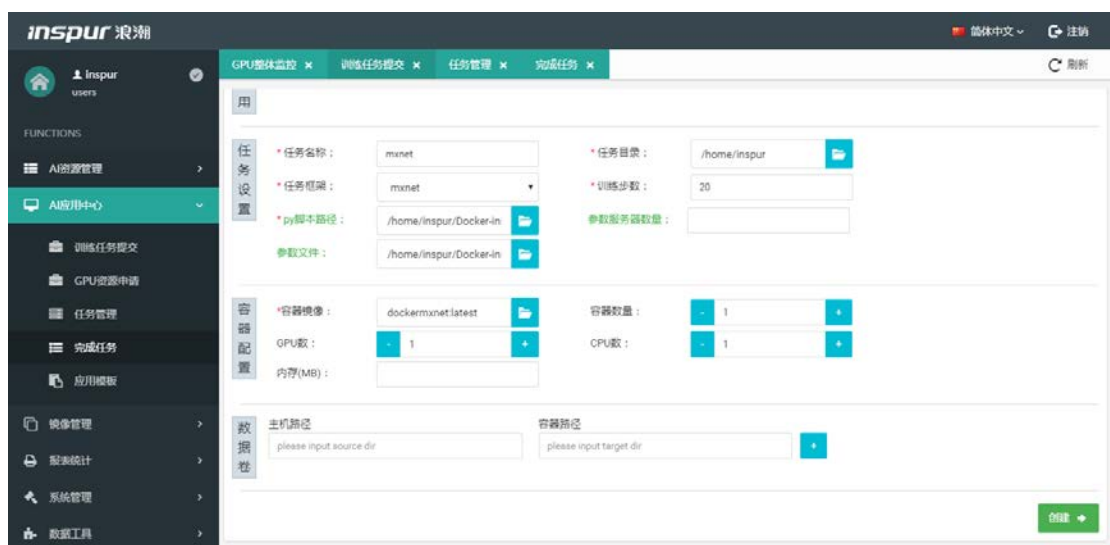 inspur 浪潮
简体中文
注销
inspur
users
FUNCTIONS
AI资源管理
AI应用中心
训练任务提交
GPU资源申请
任务管理
完成任务
应用模板
镜像管理
报表统计
系统管理
数据工具
GPU整体监控 ×
训练任务提交 ×
任务管理 ×
完成任务 ×
刷新
用
任务设置
*任务名称：
mxnet
*任务目录：
/home/inspur
*任务框架：
mxnet
*训练步数：
20
*py脚本路径：
/home/inspur/Docker-in
参数服务器数量：
参数文件：
/home/inspur/Docker-in
容器配置
*容器镜像：
dockermxnet:latest
容器数量：
- 1 +
GPU数：
- 1 +
CPU数：
- 1 +
内存(MB)：
数据卷
主机路径
容器路径
please input source dir
please input target dir
+
创建